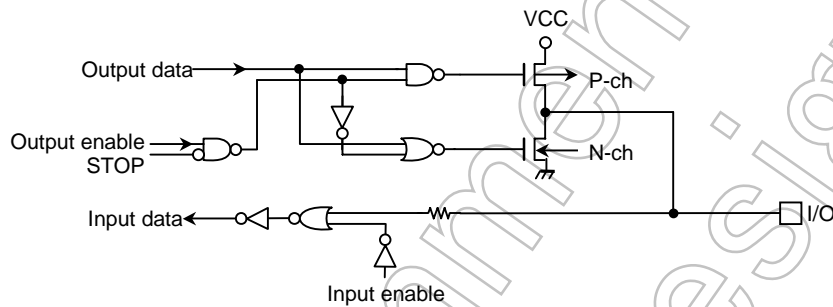 VCC
Output data
P-ch
Output enable
STOP
N-ch
Input data
I/O
Input enable